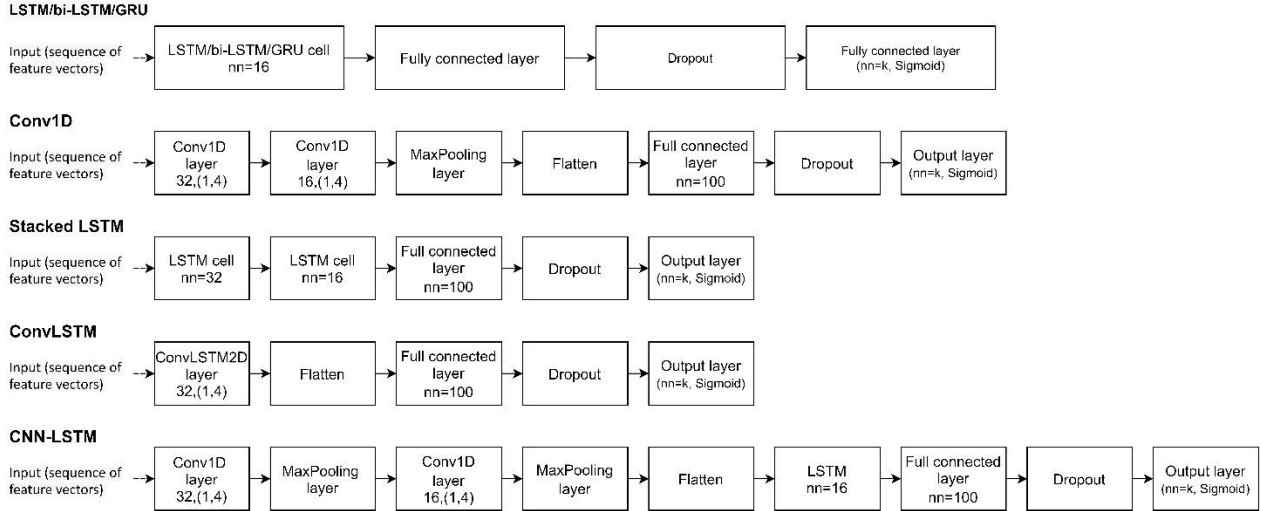 LSTM/bi-LSTM/GRU
Input (sequence of
feature vectors)
LSTM/bi-LSTM/GRU cell
nn=16
Fully connected layer
Dropout
Fully connected layer
(nn=k, Sigmoid)
Conv1D
Input (sequence of
feature vectors)
Conv1D
layer
32,(1,4)
Conv1D
layer
16,(1,4)
MaxPooling
layer
Flatten
Full connected
layer
nn=100
Dropout
Output layer
(nn=k, Sigmoid)
Stacked LSTM
Input (sequence of
feature vectors)
LSTM cell
nn=32
LSTM cell
nn=16
Full connected
layer
nn=100
Dropout
Output layer
(nn=k, Sigmoid)
ConvLSTM
Input (sequence of
feature vectors)
ConvLSTM2D
layer
32,(1,4)
Flatten
Full connected
layer
nn=100
Dropout
Output layer
(nn=k, Sigmoid)
CNN-LSTM
Input (sequence of
feature vectors)
Conv1D
layer
32,(1,4)
MaxPooling
layer
Conv1D
layer
16,(1,4)
MaxPooling
layer
Flatten
LSTM
nn=16
Full connected
layer
nn=100
Dropout
Output layer
(nn=k, Sigmoid)